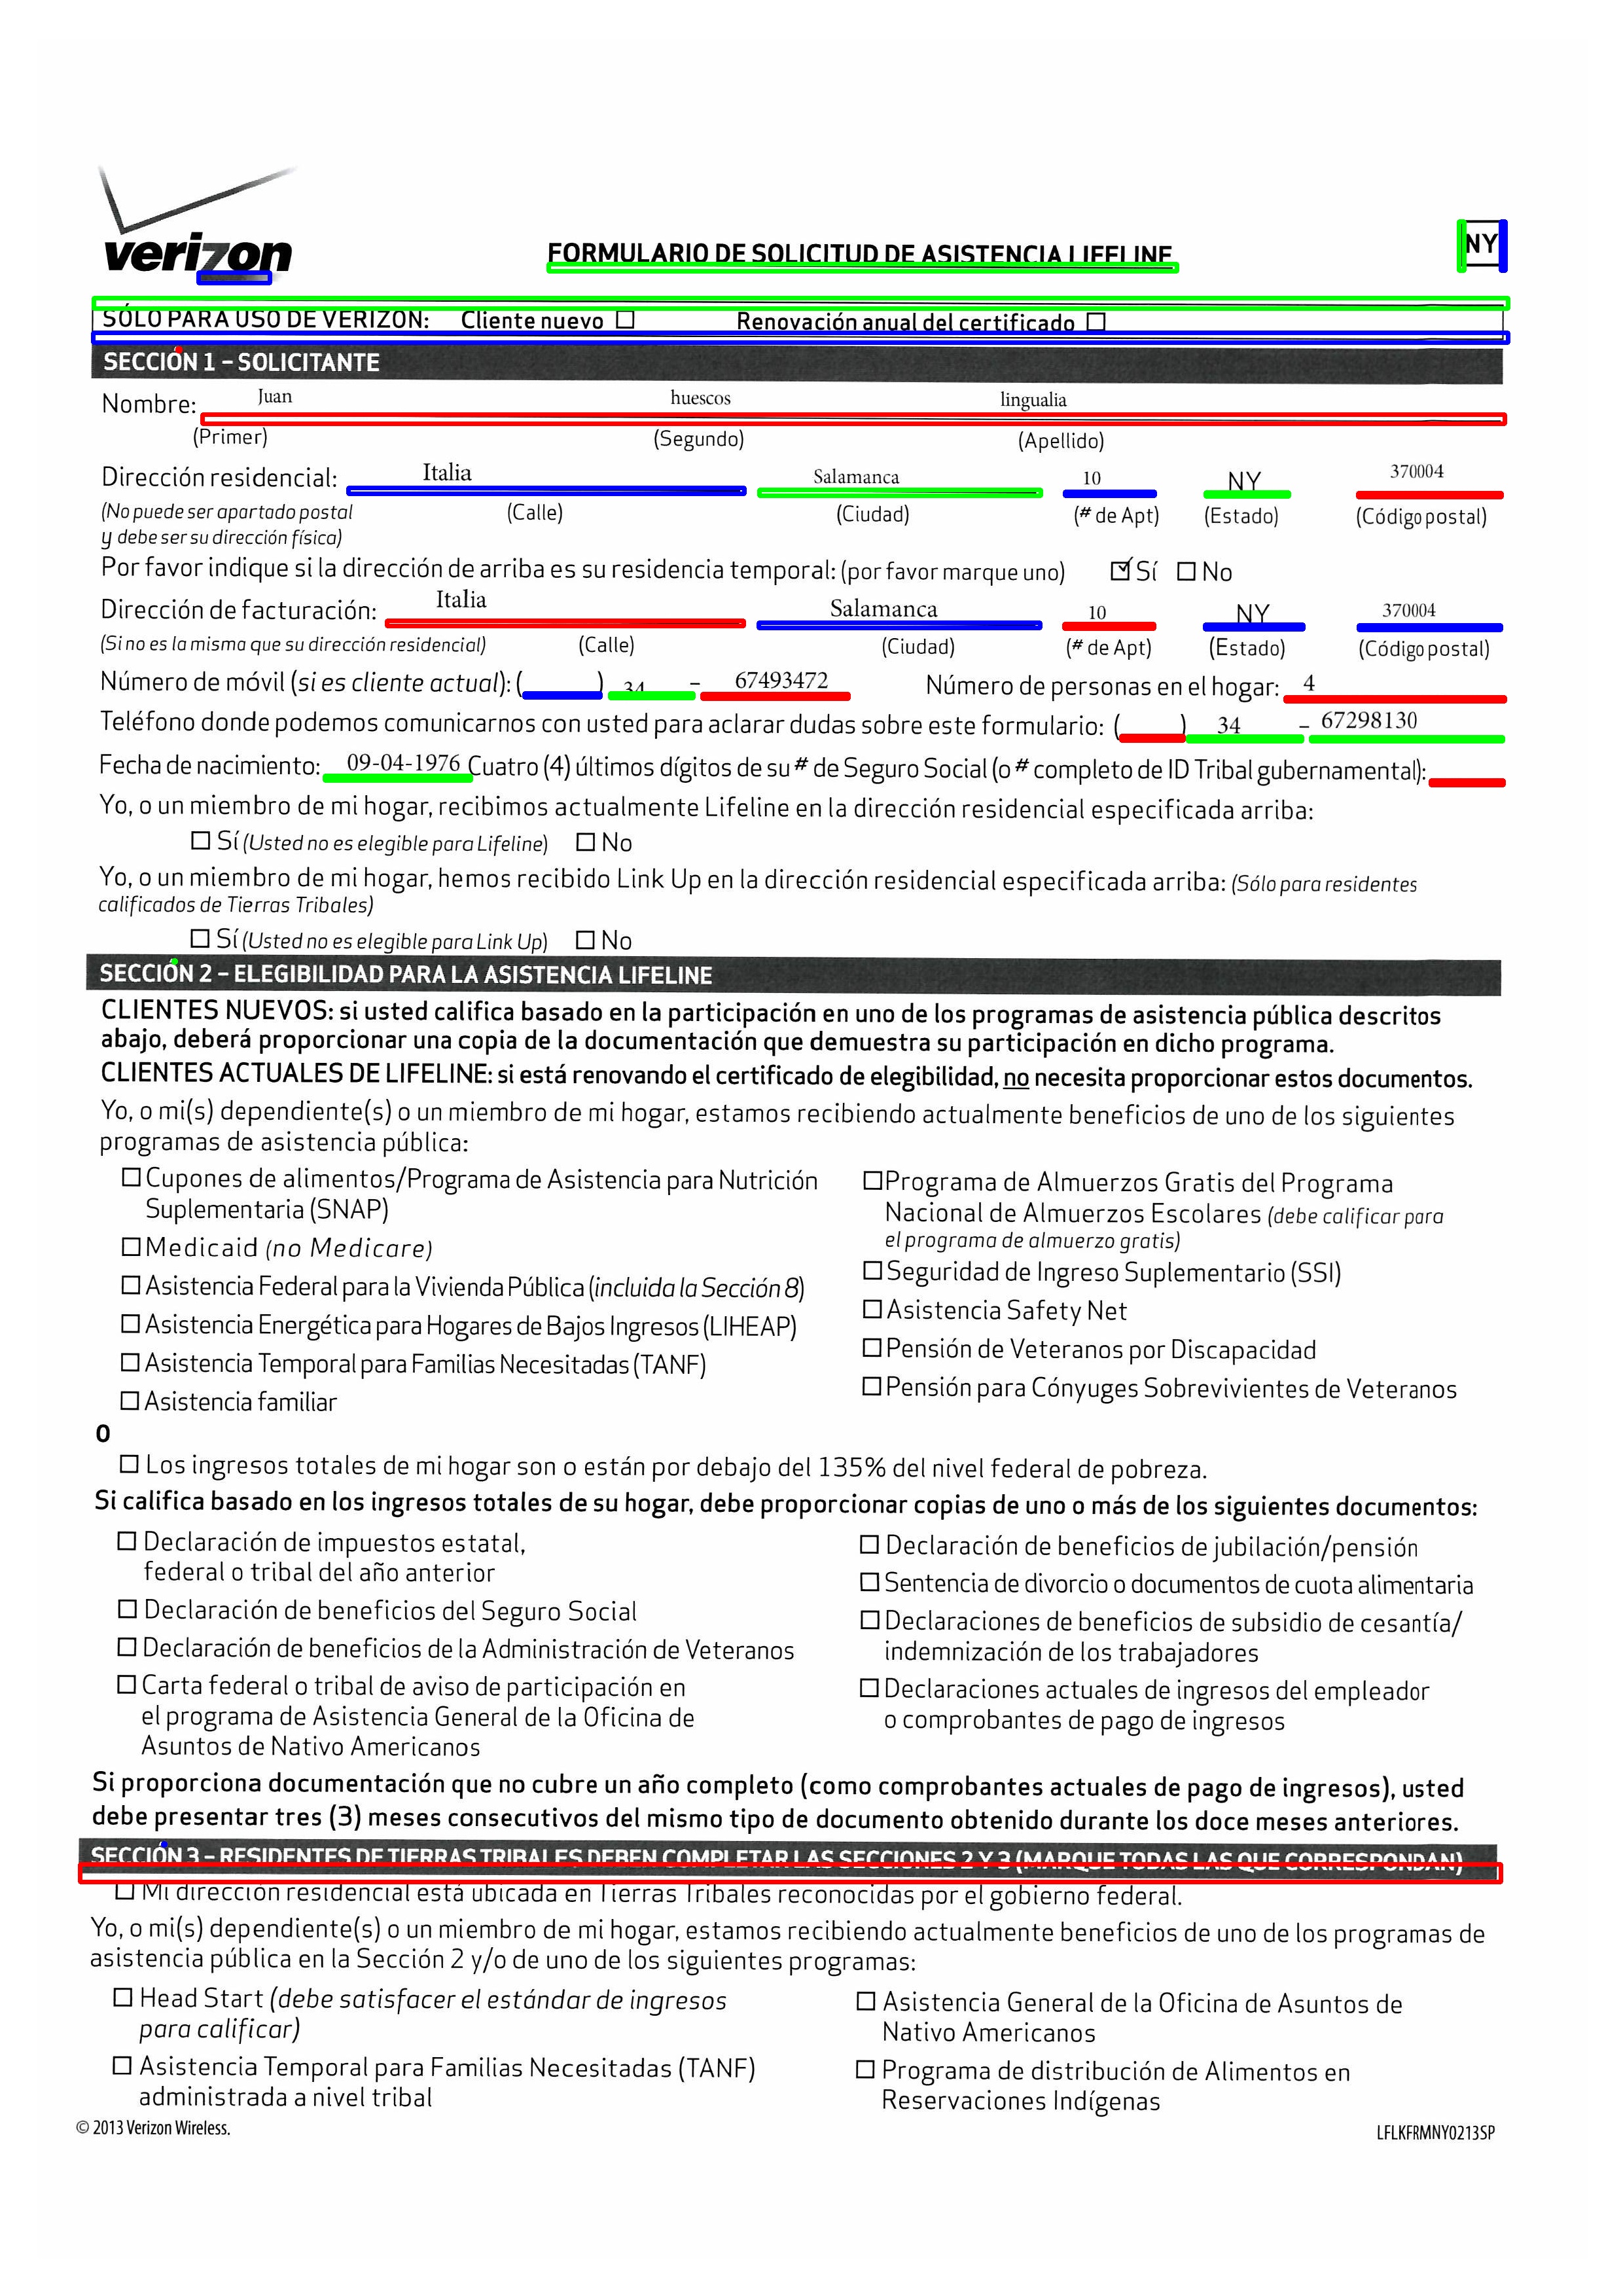 verizon
FORMULARIO DE SOLICITUD DE ASISTENCIA LIFELINE
NY
SÓLO PARA USO DE VERIZON: Cliente nuevo ☐ Renovación anual del certificado ☐
SECCIÓN 1 – SOLICITANTE
Nombre: Juan huescos lingualia
(Primer) (Segundo) (Apellido)
Dirección residencial: Italia Salamanca 10 NY 370004
(No puede ser apartado postal (Calle) (Ciudad) (# de Apt) (Estado) (Código postal)
y debe ser su dirección física)
Por favor indique si la dirección de arriba es su residencia temporal: (por favor marque uno) ☑ Sí ☐ No
Dirección de facturación: Italia Salamanca 10 NY 370004
(Si no es la misma que su dirección residencial) (Calle) (Ciudad) (# de Apt) (Estado) (Código postal)
Número de móvil (si es cliente actual): ( ) 34 – 67493472 Número de personas en el hogar: 4
Teléfono donde podemos comunicarnos con usted para aclarar dudas sobre este formulario: ( ) 34 – 67298130
Fecha de nacimiento: 09-04-1976 Cuatro (4) últimos dígitos de su # de Seguro Social (o # completo de ID Tribal gubernamental):
Yo, o un miembro de mi hogar, recibimos actualmente Lifeline en la dirección residencial especificada arriba:
☐ Sí (Usted no es elegible para Lifeline) ☐ No
Yo, o un miembro de mi hogar, hemos recibido Link Up en la dirección residencial especificada arriba: (Sólo para residentes
calificados de Tierras Tribales)
☐ Sí (Usted no es elegible para Link Up) ☐ No
SECCIÓN 2 – ELEGIBILIDAD PARA LA ASISTENCIA LIFELINE
CLIENTES NUEVOS: si usted califica basado en la participación en uno de los programas de asistencia pública descritos
abajo, deberá proporcionar una copia de la documentación que demuestra su participación en dicho programa.
CLIENTES ACTUALES DE LIFELINE: si está renovando el certificado de elegibilidad, no necesita proporcionar estos documentos.
Yo, o mi(s) dependiente(s) o un miembro de mi hogar, estamos recibiendo actualmente beneficios de uno de los siguientes
programas de asistencia pública:
☐ Cupones de alimentos/Programa de Asistencia para Nutrición
Suplementaria (SNAP)
☐ Medicaid (no Medicare)
☐ Asistencia Federal para la Vivienda Pública (incluida la Sección 8)
☐ Asistencia Energética para Hogares de Bajos Ingresos (LIHEAP)
☐ Asistencia Temporal para Familias Necesitadas (TANF)
☐ Asistencia familiar
☐ Programa de Almuerzos Gratis del Programa
Nacional de Almuerzos Escolares (debe calificar para
el programa de almuerzo gratis)
☐ Seguridad de Ingreso Suplementario (SSI)
☐ Asistencia Safety Net
☐ Pensión de Veteranos por Discapacidad
☐ Pensión para Cónyuges Sobrevivientes de Veteranos
O
☐ Los ingresos totales de mi hogar son o están por debajo del 135% del nivel federal de pobreza.
Si califica basado en los ingresos totales de su hogar, debe proporcionar copias de uno o más de los siguientes documentos:
☐ Declaración de impuestos estatal,
federal o tribal del año anterior
☐ Declaración de beneficios del Seguro Social
☐ Declaración de beneficios de la Administración de Veteranos
☐ Carta federal o tribal de aviso de participación en
el programa de Asistencia General de la Oficina de
Asuntos de Nativo Americanos
☐ Declaración de beneficios de jubilación/pensión
☐ Sentencia de divorcio o documentos de cuota alimentaria
☐ Declaraciones de beneficios de subsidio de cesantía/
indemnización de los trabajadores
☐ Declaraciones actuales de ingresos del empleador
o comprobantes de pago de ingresos
Si proporciona documentación que no cubre un año completo (como comprobantes actuales de pago de ingresos), usted
debe presentar tres (3) meses consecutivos del mismo tipo de documento obtenido durante los doce meses anteriores.
SECCIÓN 3 – RESIDENTES DE TIERRAS TRIBALES DEBEN COMPLETAR LAS SECCIONES 2 Y 3 (MARQUE TODAS LAS QUE CORRESPONDAN)
☐ Mi dirección residencial está ubicada en Tierras Tribales reconocidas por el gobierno federal.
Yo, o mi(s) dependiente(s) o un miembro de mi hogar, estamos recibiendo actualmente beneficios de uno de los programas de
asistencia pública en la Sección 2 y/o de uno de los siguientes programas:
☐ Head Start (debe satisfacer el estándar de ingresos
para calificar)
☐ Asistencia Temporal para Familias Necesitadas (TANF)
administrada a nivel tribal
☐ Asistencia General de la Oficina de Asuntos de
Nativo Americanos
☐ Programa de distribución de Alimentos en
Reservaciones Indígenas
© 2013 Verizon Wireless. LFLKFRMNY0213SP